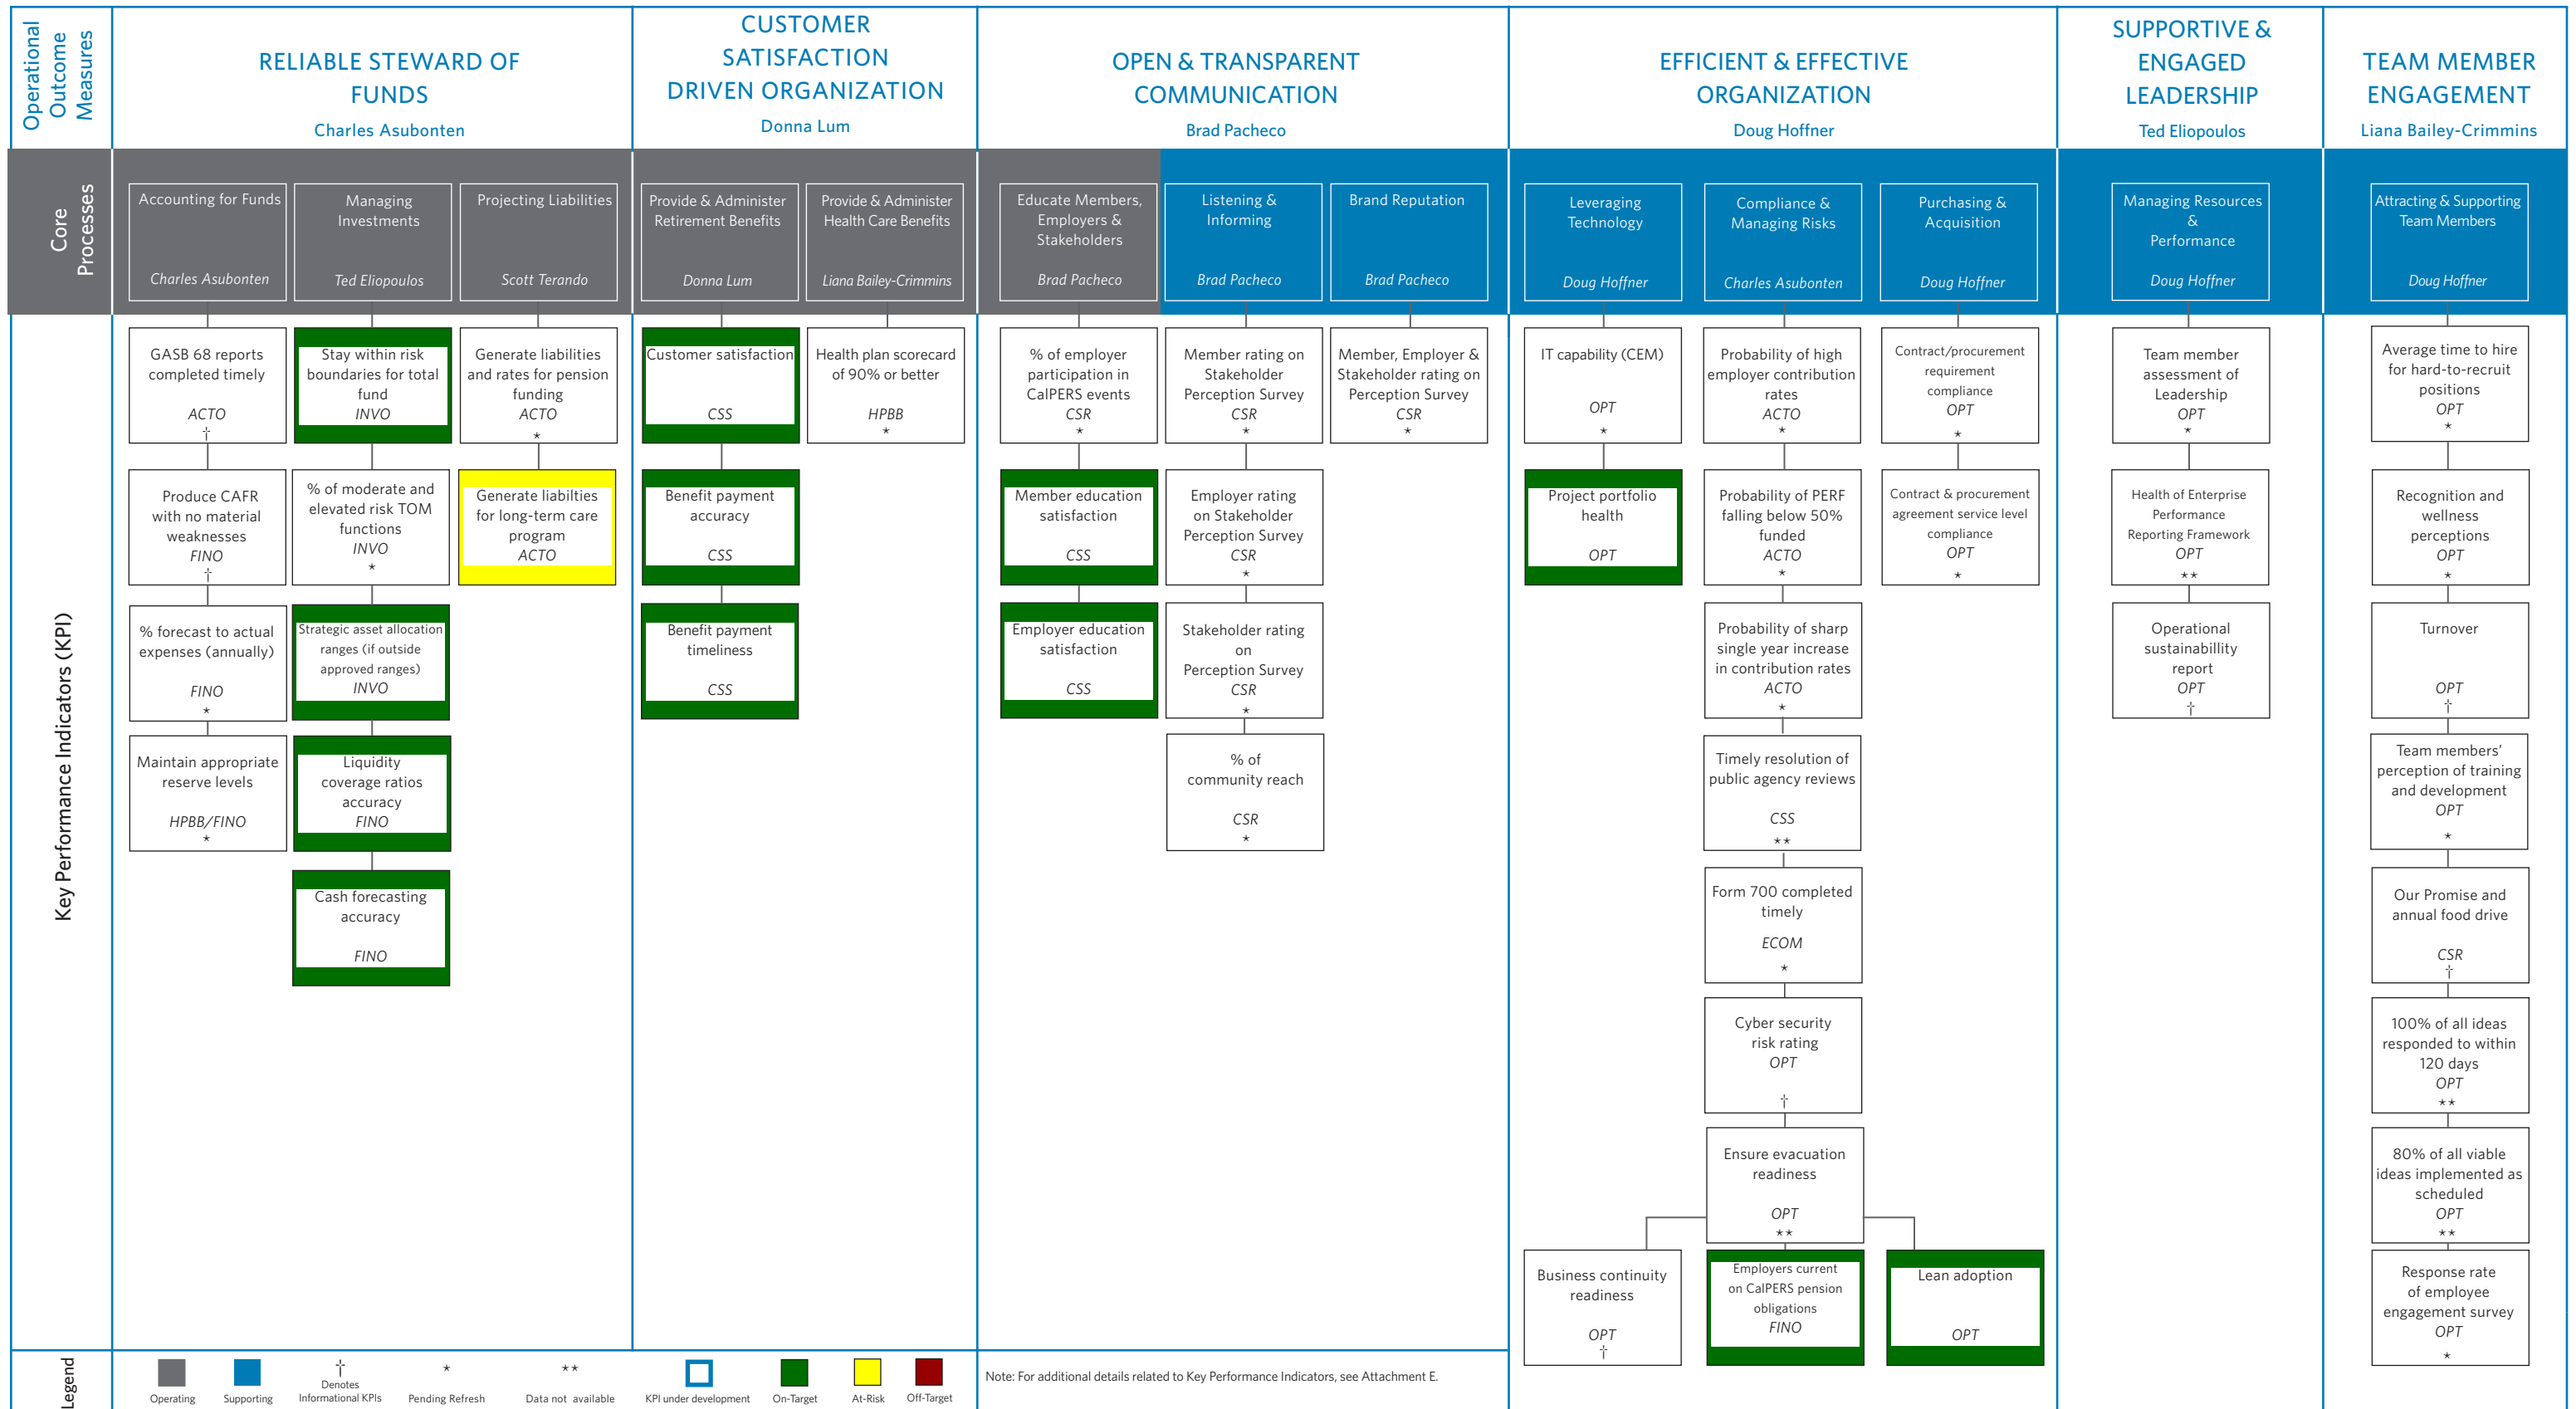 Operational
Outcome
Measures
RELIABLE STEWARD OF
FUNDS
Charles Asubonten
CUSTOMER
SATISFACTION
DRIVEN ORGANIZATION
Donna Lum
OPEN & TRANSPARENT
COMMUNICATION
Brad Pacheco
EFFICIENT & EFFECTIVE
ORGANIZATION
Doug Hoffner
SUPPORTIVE &
ENGAGED
LEADERSHIP
Ted Eliopoulos
TEAM MEMBER
ENGAGEMENT
Liana Bailey-Crimmins
Core
Processes
Accounting for Funds
Charles Asubonten
Managing
Investments
Ted Eliopoulos
Projecting Liabilities
Scott Terando
Provide & Administer
Retirement Benefits
Donna Lum
Provide & Administer
Health Care Benefits
Liana Bailey-Crimmins
Educate Members,
Employers &
Stakeholders
Brad Pacheco
Listening &
Informing
Brad Pacheco
Brand Reputation
Brad Pacheco
Leveraging
Technology
Doug Hoffner
Compliance &
Managing Risks
Charles Asubonten
Purchasing &
Acquisition
Doug Hoffner
Managing Resources
&
Performance
Doug Hoffner
Attracting & Supporting
Team Members
Doug Hoffner
Key Performance Indicators (KPI)
GASB 68 reports
completed timely
ACTO
†
Produce CAFR
with no material
weaknesses
FINO
†
% forecast to actual
expenses (annually)
FINO
*
Maintain appropriate
reserve levels
HPBB/FINO
*
Stay within risk
boundaries for total
fund
INVO
% of moderate and
elevated risk TOM
functions
INVO
*
Strategic asset allocation
ranges (if outside
approved ranges)
INVO
Liquidity
coverage ratios
accuracy
FINO
Cash forecasting
accuracy
FINO
Generate liabilities
and rates for pension
funding
ACTO
*
Generate liabilties
for long-term care
program
ACTO
Customer satisfaction
CSS
Benefit payment
accuracy
CSS
Benefit payment
timeliness
CSS
Health plan scorecard
of 90% or better
HPBB
*
% of employer
participation in
CalPERS events
CSR
*
Member education
satisfaction
CSS
Employer education
satisfaction
CSS
Member rating on
Stakeholder
Perception Survey
CSR
*
Employer rating
on Stakeholder
Perception Survey
CSR
*
Stakeholder rating
on
Perception Survey
CSR
*
% of
community reach
CSR
*
Member, Employer &
Stakeholder rating on
Perception Survey
CSR
*
IT capability (CEM)
OPT
*
Project portfolio
health
OPT
Probability of high
employer contribution
rates
ACTO
*
Probability of PERF
falling below 50%
funded
ACTO
*
Probability of sharp
single year increase
in contribution rates
ACTO
*
Timely resolution of
public agency reviews
CSS
**
Form 700 completed
timely
ECOM
*
Cyber security
risk rating
OPT
†
Ensure evacuation
readiness
OPT
**
Business continuity
readiness
OPT
†
Employers current
on CalPERS pension
obligations
FINO
Lean adoption
OPT
Contract/procurement
requirement
compliance
OPT
*
Contract & procurement
agreement service level
compliance
OPT
*
Team member
assessment of
Leadership
OPT
*
Health of Enterprise
Performance
Reporting Framework
OPT
**
Operational
sustainabillity
report
OPT
†
Average time to hire
for hard-to-recruit
positions
OPT
*
Recognition and
wellness
perceptions
OPT
*
Turnover
OPT
†
Team members'
perception of training
and development
OPT
*
Our Promise and
annual food drive
CSR
†
100% of all ideas
responded to within
120 days
OPT
**
80% of all viable
ideas implemented as
scheduled
OPT
**
Response rate
of employee
engagement survey
OPT
*
Legend
Operating
Supporting
†
Denotes
Informational KPIs
*
Pending Refresh
**
Data not available
KPI under development
On-Target
At-Risk
Off-Target
Note: For additional details related to Key Performance Indicators, see Attachment E.